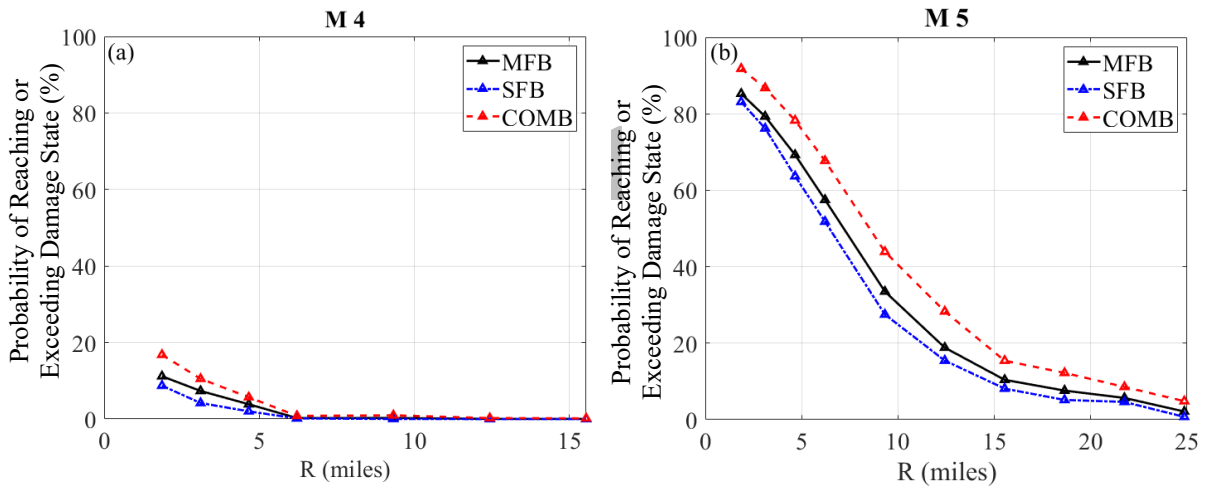 M 4
(a)
MFB
SFB
COMB
Probability of Reaching or
Exceeding Damage State (%)
100
80
60
40
20
0
0 5 10 15
R (miles)
M 5
(b)
MFB
SFB
COMB
Probability of Reaching or
Exceeding Damage State (%)
100
80
60
40
20
0
0 5 10 15 20 25
R (miles)